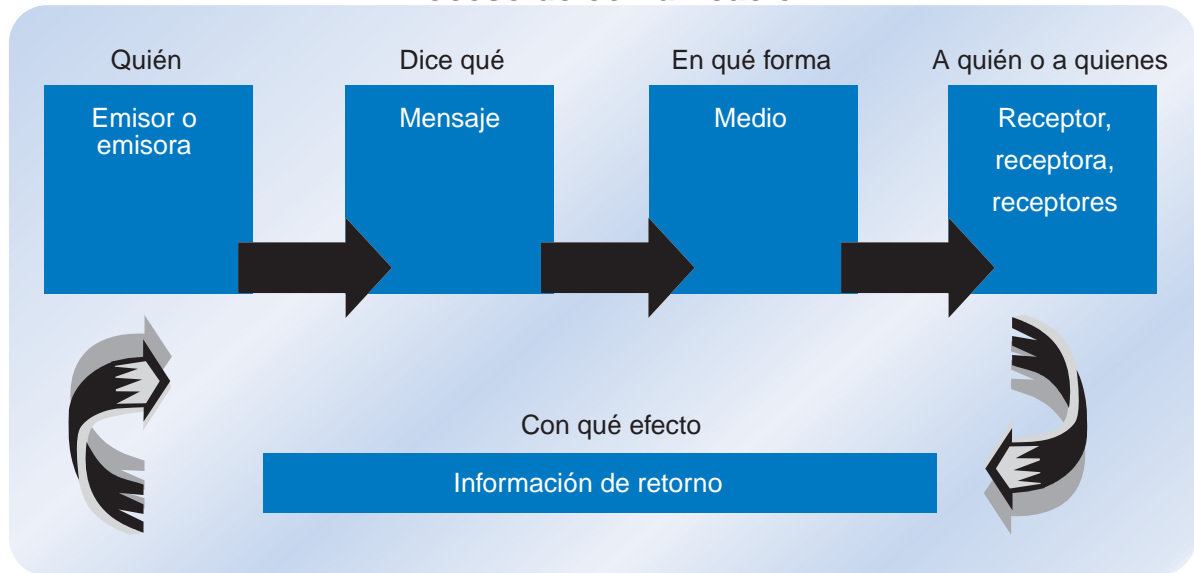 Quién
Dice qué
En qué forma
A quién o a quienes
Emisor o
emisora
Mensaje
Medio
Receptor,
receptora,
receptores
Con qué efecto
Información de retorno